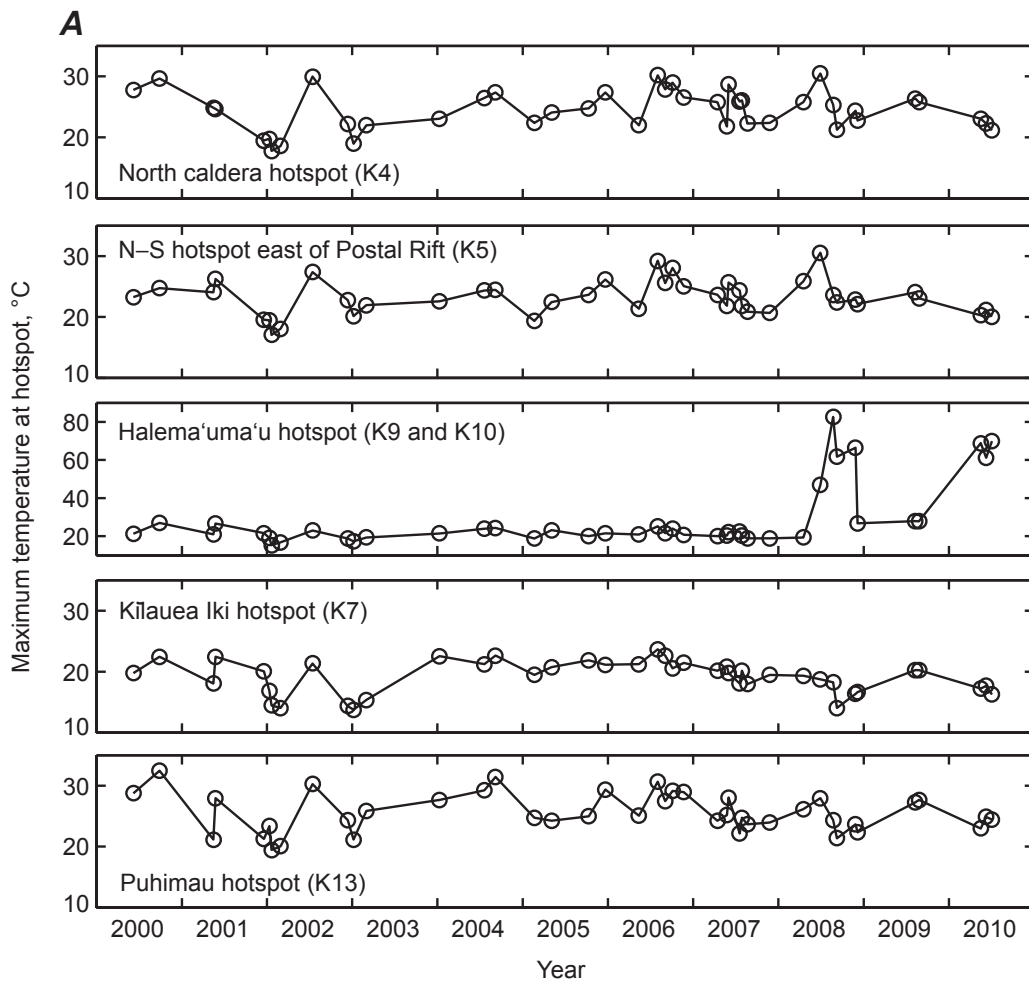 A
Maximum temperature at hotspot, °C
30
20
10
North caldera hotspot (K4)
30
20
10
N–S hotspot east of Postal Rift (K5)
80
60
40
20
Halema‘uma‘u hotspot (K9 and K10)
30
20
10
Kīlauea Iki hotspot (K7)
30
20
10
Puhimau hotspot (K13)
2000 2001 2002 2003 2004 2005 2006 2007 2008 2009 2010
Year